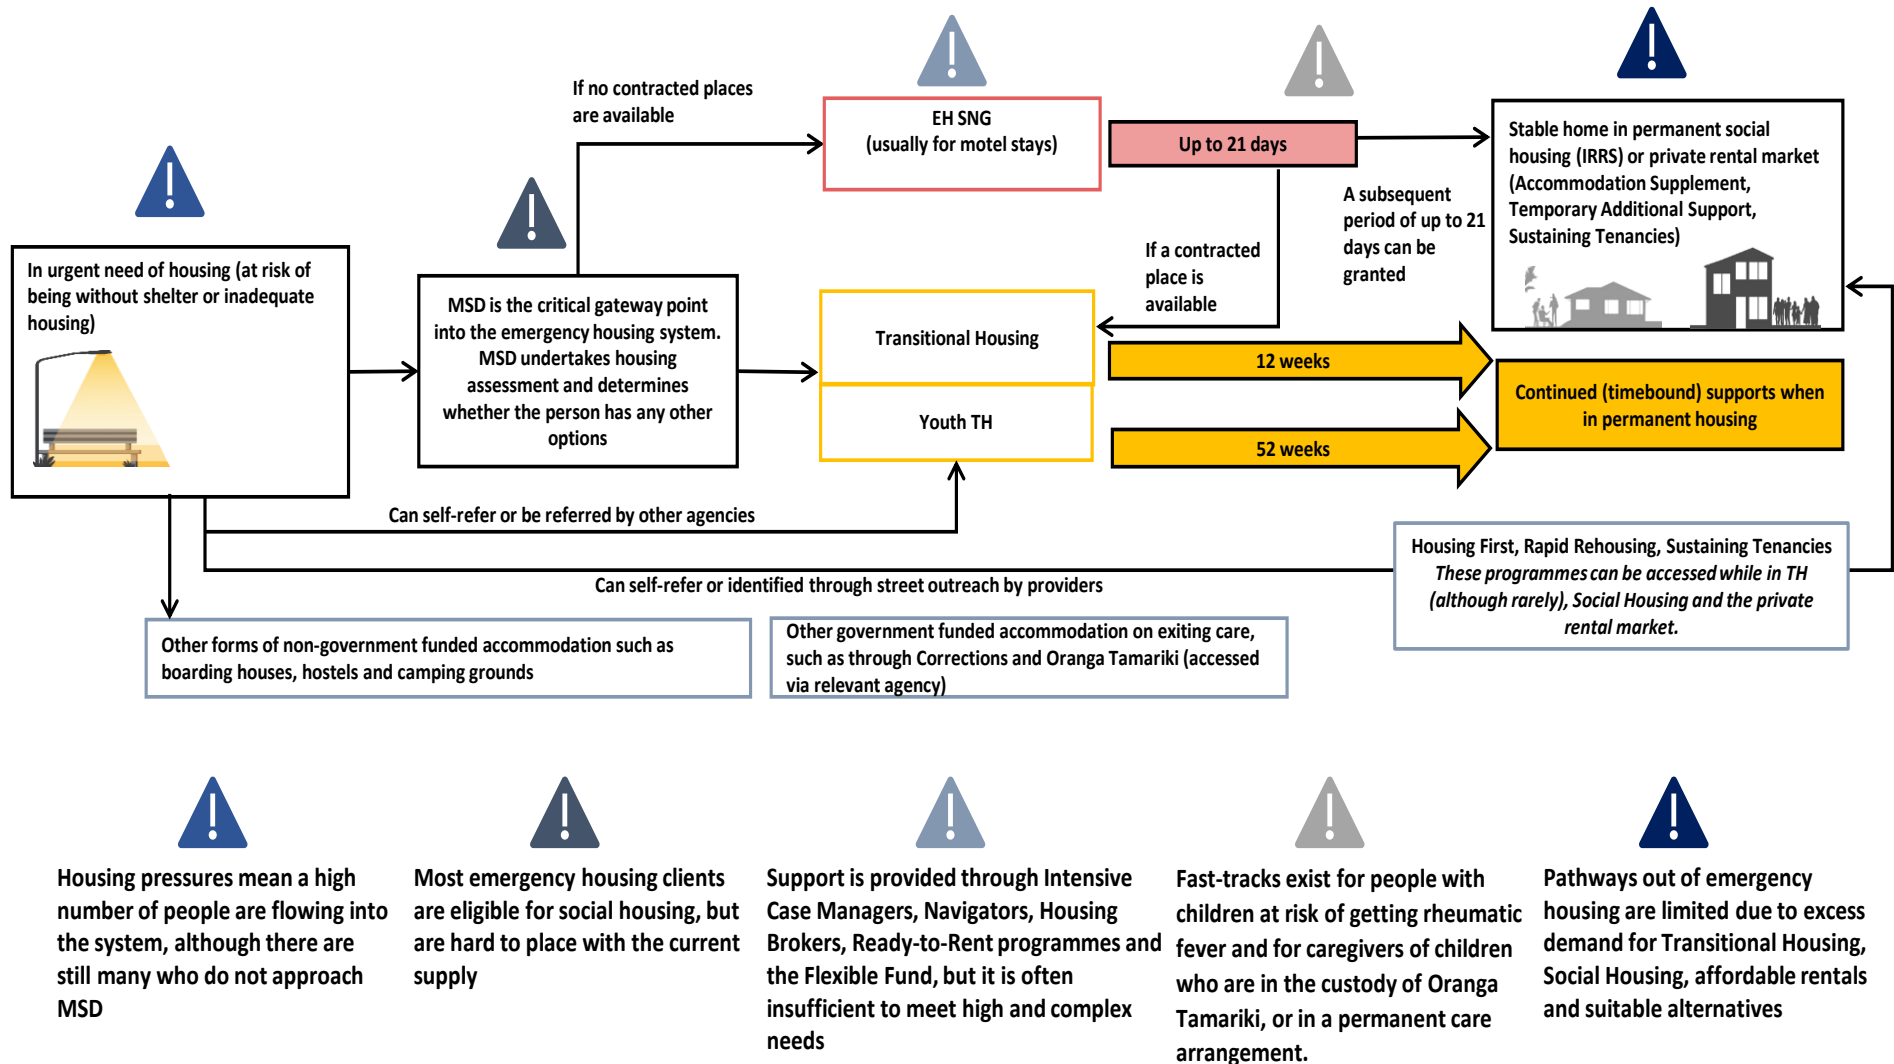 If no contracted places
are available
EH SNG
(usually for motel stays)
Up to 21 days
Stable home in permanent social
housing (IRRS) or private rental market
(Accommodation Supplement,
Temporary Additional Support,
Sustaining Tenancies)
A subsequent
period of up to 21
days can be
granted
If a contracted
place is
available
In urgent need of housing (at risk of
being without shelter or inadequate
housing)
MSD is the critical gateway point
into the emergency housing system.
MSD undertakes housing
assessment and determines
whether the person has any other
options
Transitional Housing
12 weeks
Youth TH
52 weeks
Continued (timebound) supports when
in permanent housing
Can self-refer or be referred by other agencies
Can self-refer or identified through street outreach by providers
Housing First, Rapid Rehousing, Sustaining Tenancies
These programmes can be accessed while in TH
(although rarely), Social Housing and the private
rental market.
Other forms of non-government funded accommodation such as
boarding houses, hostels and camping grounds
Other government funded accommodation on exiting care,
such as through Corrections and Oranga Tamariki (accessed
via relevant agency)
Housing pressures mean a high
number of people are flowing into
the system, although there are
still many who do not approach
MSD
Most emergency housing clients
are eligible for social housing, but
are hard to place with the current
supply
Support is provided through Intensive
Case Managers, Navigators, Housing
Brokers, Ready-to-Rent programmes and
the Flexible Fund, but it is often
insufficient to meet high and complex
needs
Fast-tracks exist for people with
children at risk of getting rheumatic
fever and for caregivers of children
who are in the custody of Oranga
Tamariki, or in a permanent care
arrangement.
Pathways out of emergency
housing are limited due to excess
demand for Transitional Housing,
Social Housing, affordable rentals
and suitable alternatives